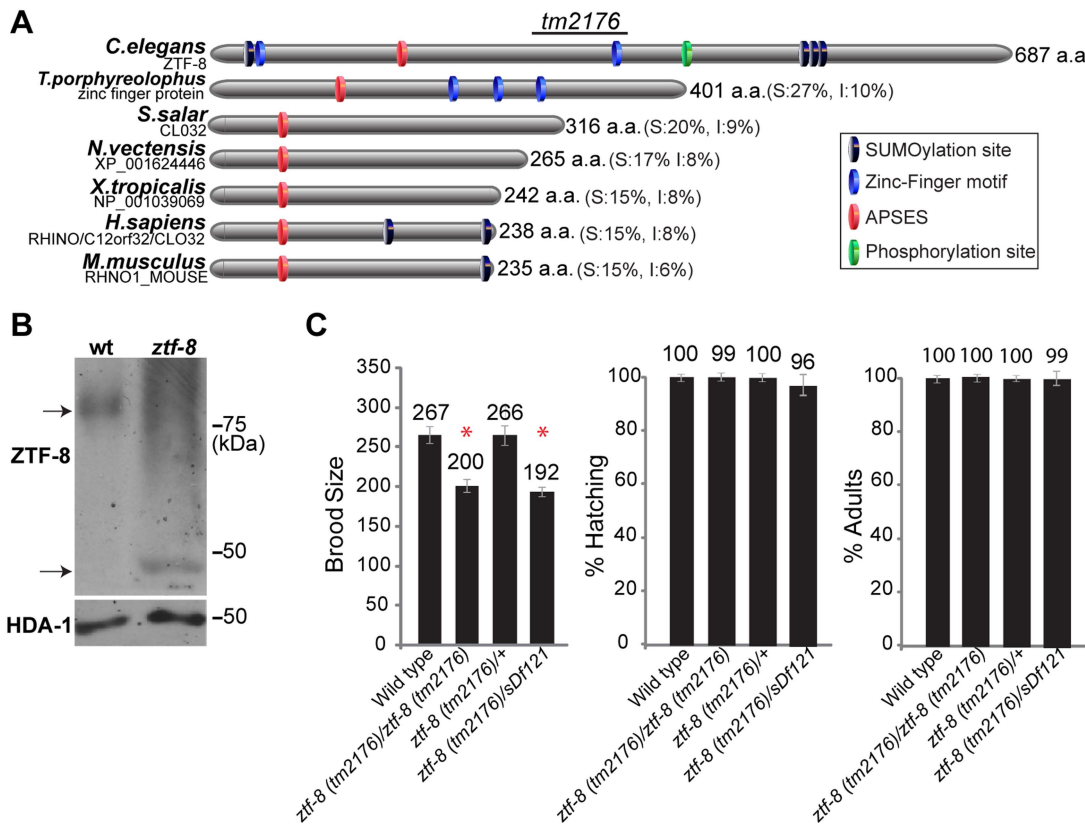 A
tm2176
C.elegans
ZTF-8
687 a.a
T.porphyreolophus
zinc finger protein
401 a.a.(S:27%, I:10%)
S.salar
CL032
316 a.a.(S:20%, I:9%)
N.vectensis
XP_001624446
265 a.a.(S:17% I:8%)
X.tropicalis
NP_001039069
242 a.a.(S:15%, I:8%)
H.sapiens
RHINO/C12orf32/CLO32
238 a.a.(S:15%, I:8%)
M.musculus
RHNO1_MOUSE
235 a.a.(S:15%, I:6%)
SUMOylation site
Zinc-Finger motif
APSES
Phosphorylation site
B
wt ztf-8
ZTF-8
–75
(kDa)
–50
HDA-1
–50
C
Brood Size
350
300
250
200
150
100
50
0
267
*
200
266
*
192
Wild type
ztf-8 (tm2176)/ztf-8 (tm2176)
ztf-8 (tm2176)/+
ztf-8 (tm2176)/sDf121
% Hatching
100
80
60
40
20
0
100 99 100 96
Wild type
ztf-8 (tm2176)/ztf-8 (tm2176)
ztf-8 (tm2176)/+
ztf-8 (tm2176)/sDf121
% Adults
100
80
60
40
20
0
100 100 100 99
Wild type
ztf-8 (tm2176)/ztf-8 (tm2176)
ztf-8 (tm2176)/+
ztf-8 (tm2176)/sDf121